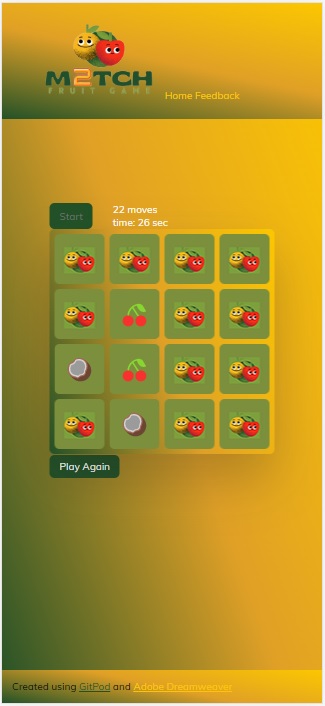 M2TCH
FRUIT GAME
Home Feedback
Start
22 moves
time: 26 sec
Play Again
Created using GitPod and Adobe Dreamweaver